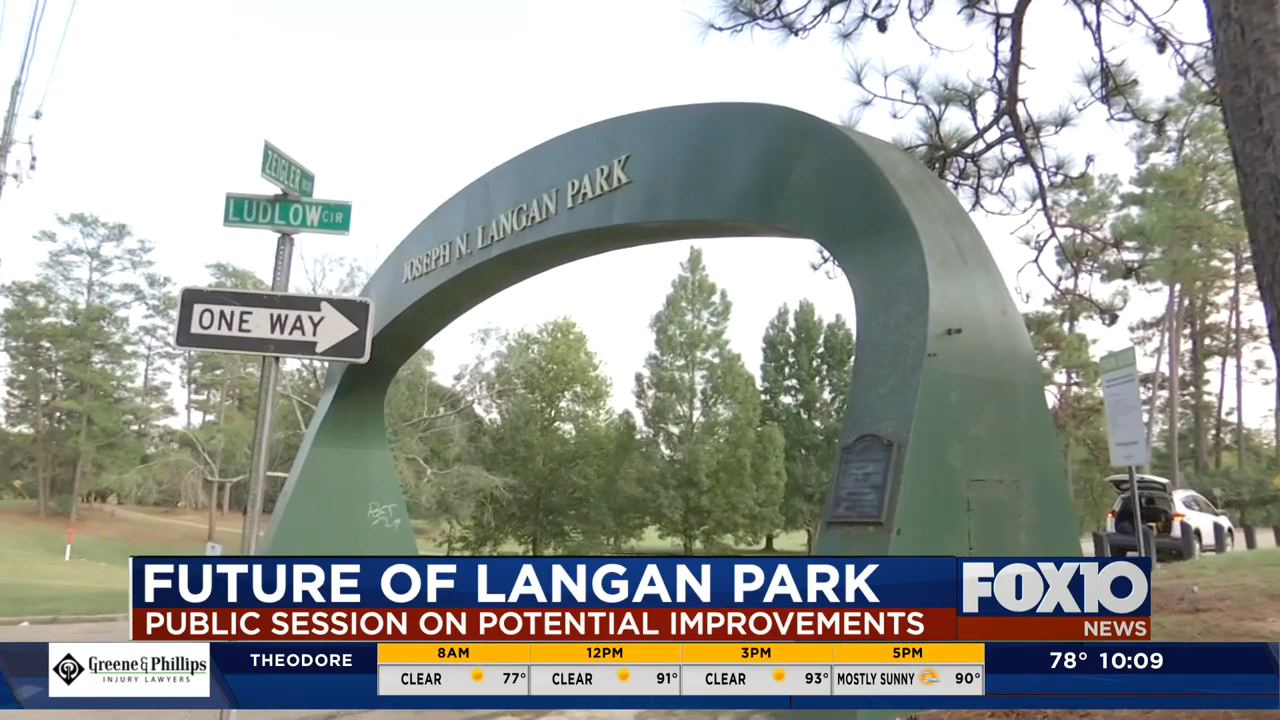 ZEIGLER
LUDLOW CIR
ONE WAY
JOSEPH N. LANGAN PARK
FUTURE OF LANGAN PARK
PUBLIC SESSION ON POTENTIAL IMPROVEMENTS
FOX10
NEWS
Greene & Phillips
INJURY LAWYERS
THEODORE
8AM
CLEAR 77°
12PM
CLEAR 91°
3PM
CLEAR 93°
5PM
MOSTLY SUNNY 90°
78° 10:09